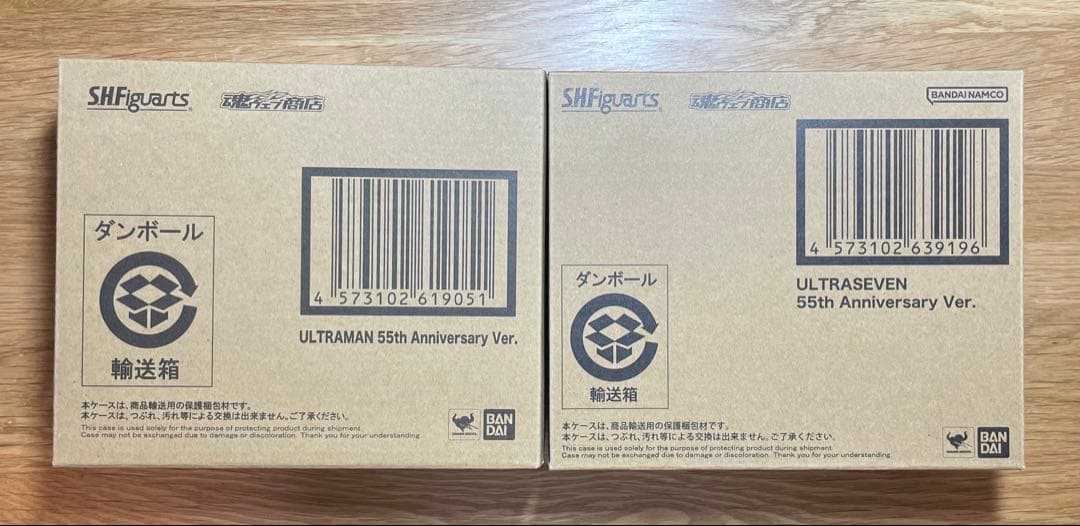 S.H.Figuarts
魂ウェブ商店
4 573102 619051
ULTRAMAN 55th Anniversary Ver.
ダンボール
輸送箱
本ケースは、商品輸送用の保護梱包材です。
本ケースは、つぶれ、汚れ等による交換は出来ません。ご了承ください。
This case is used solely for the purpose of protecting product during shipment.
Case may not be exchanged due to damage or discoloration. Thank you for your understanding.
BAN
DAI
S.H.Figuarts
魂ウェブ商店
BANDAI NAMCO
4 573102 639196
ULTRASEVEN
55th Anniversary Ver.
ダンボール
輸送箱
本ケースは、商品輸送用の保護梱包材です。
本ケースは、つぶれ、汚れ等による交換は出来ません。ご了承ください。
This case is used solely for the purpose of protecting product during shipment.
Case may not be exchanged due to damage or discoloration. Thank you for your understanding.
BAN
DAI